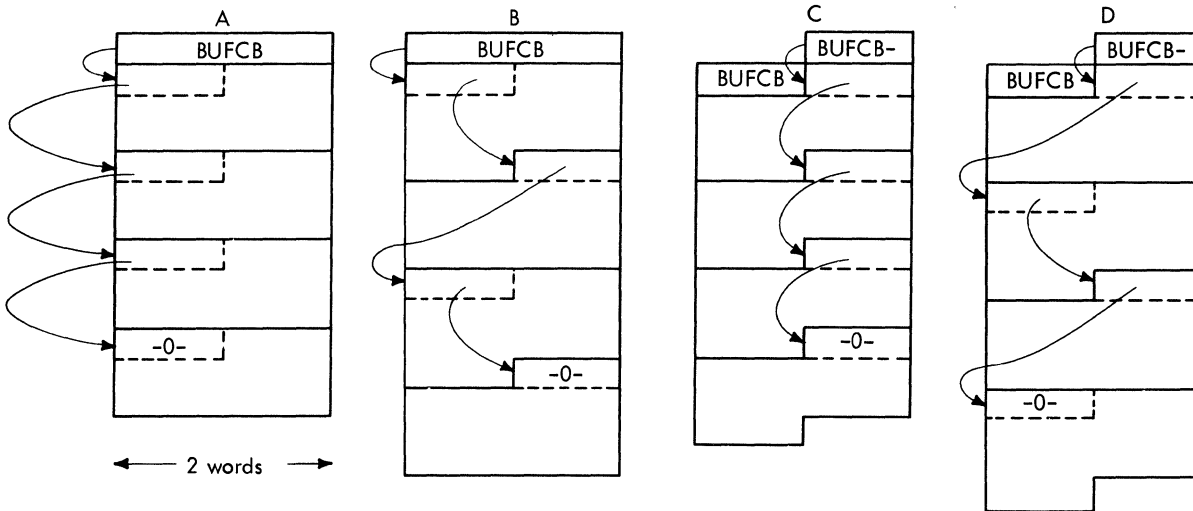 A
BUFCB
-0-
2 words
B
BUFCB
-0-
C
BUFCB-
BUFCB
-0-
D
BUFCB-
BUFCB
-0-